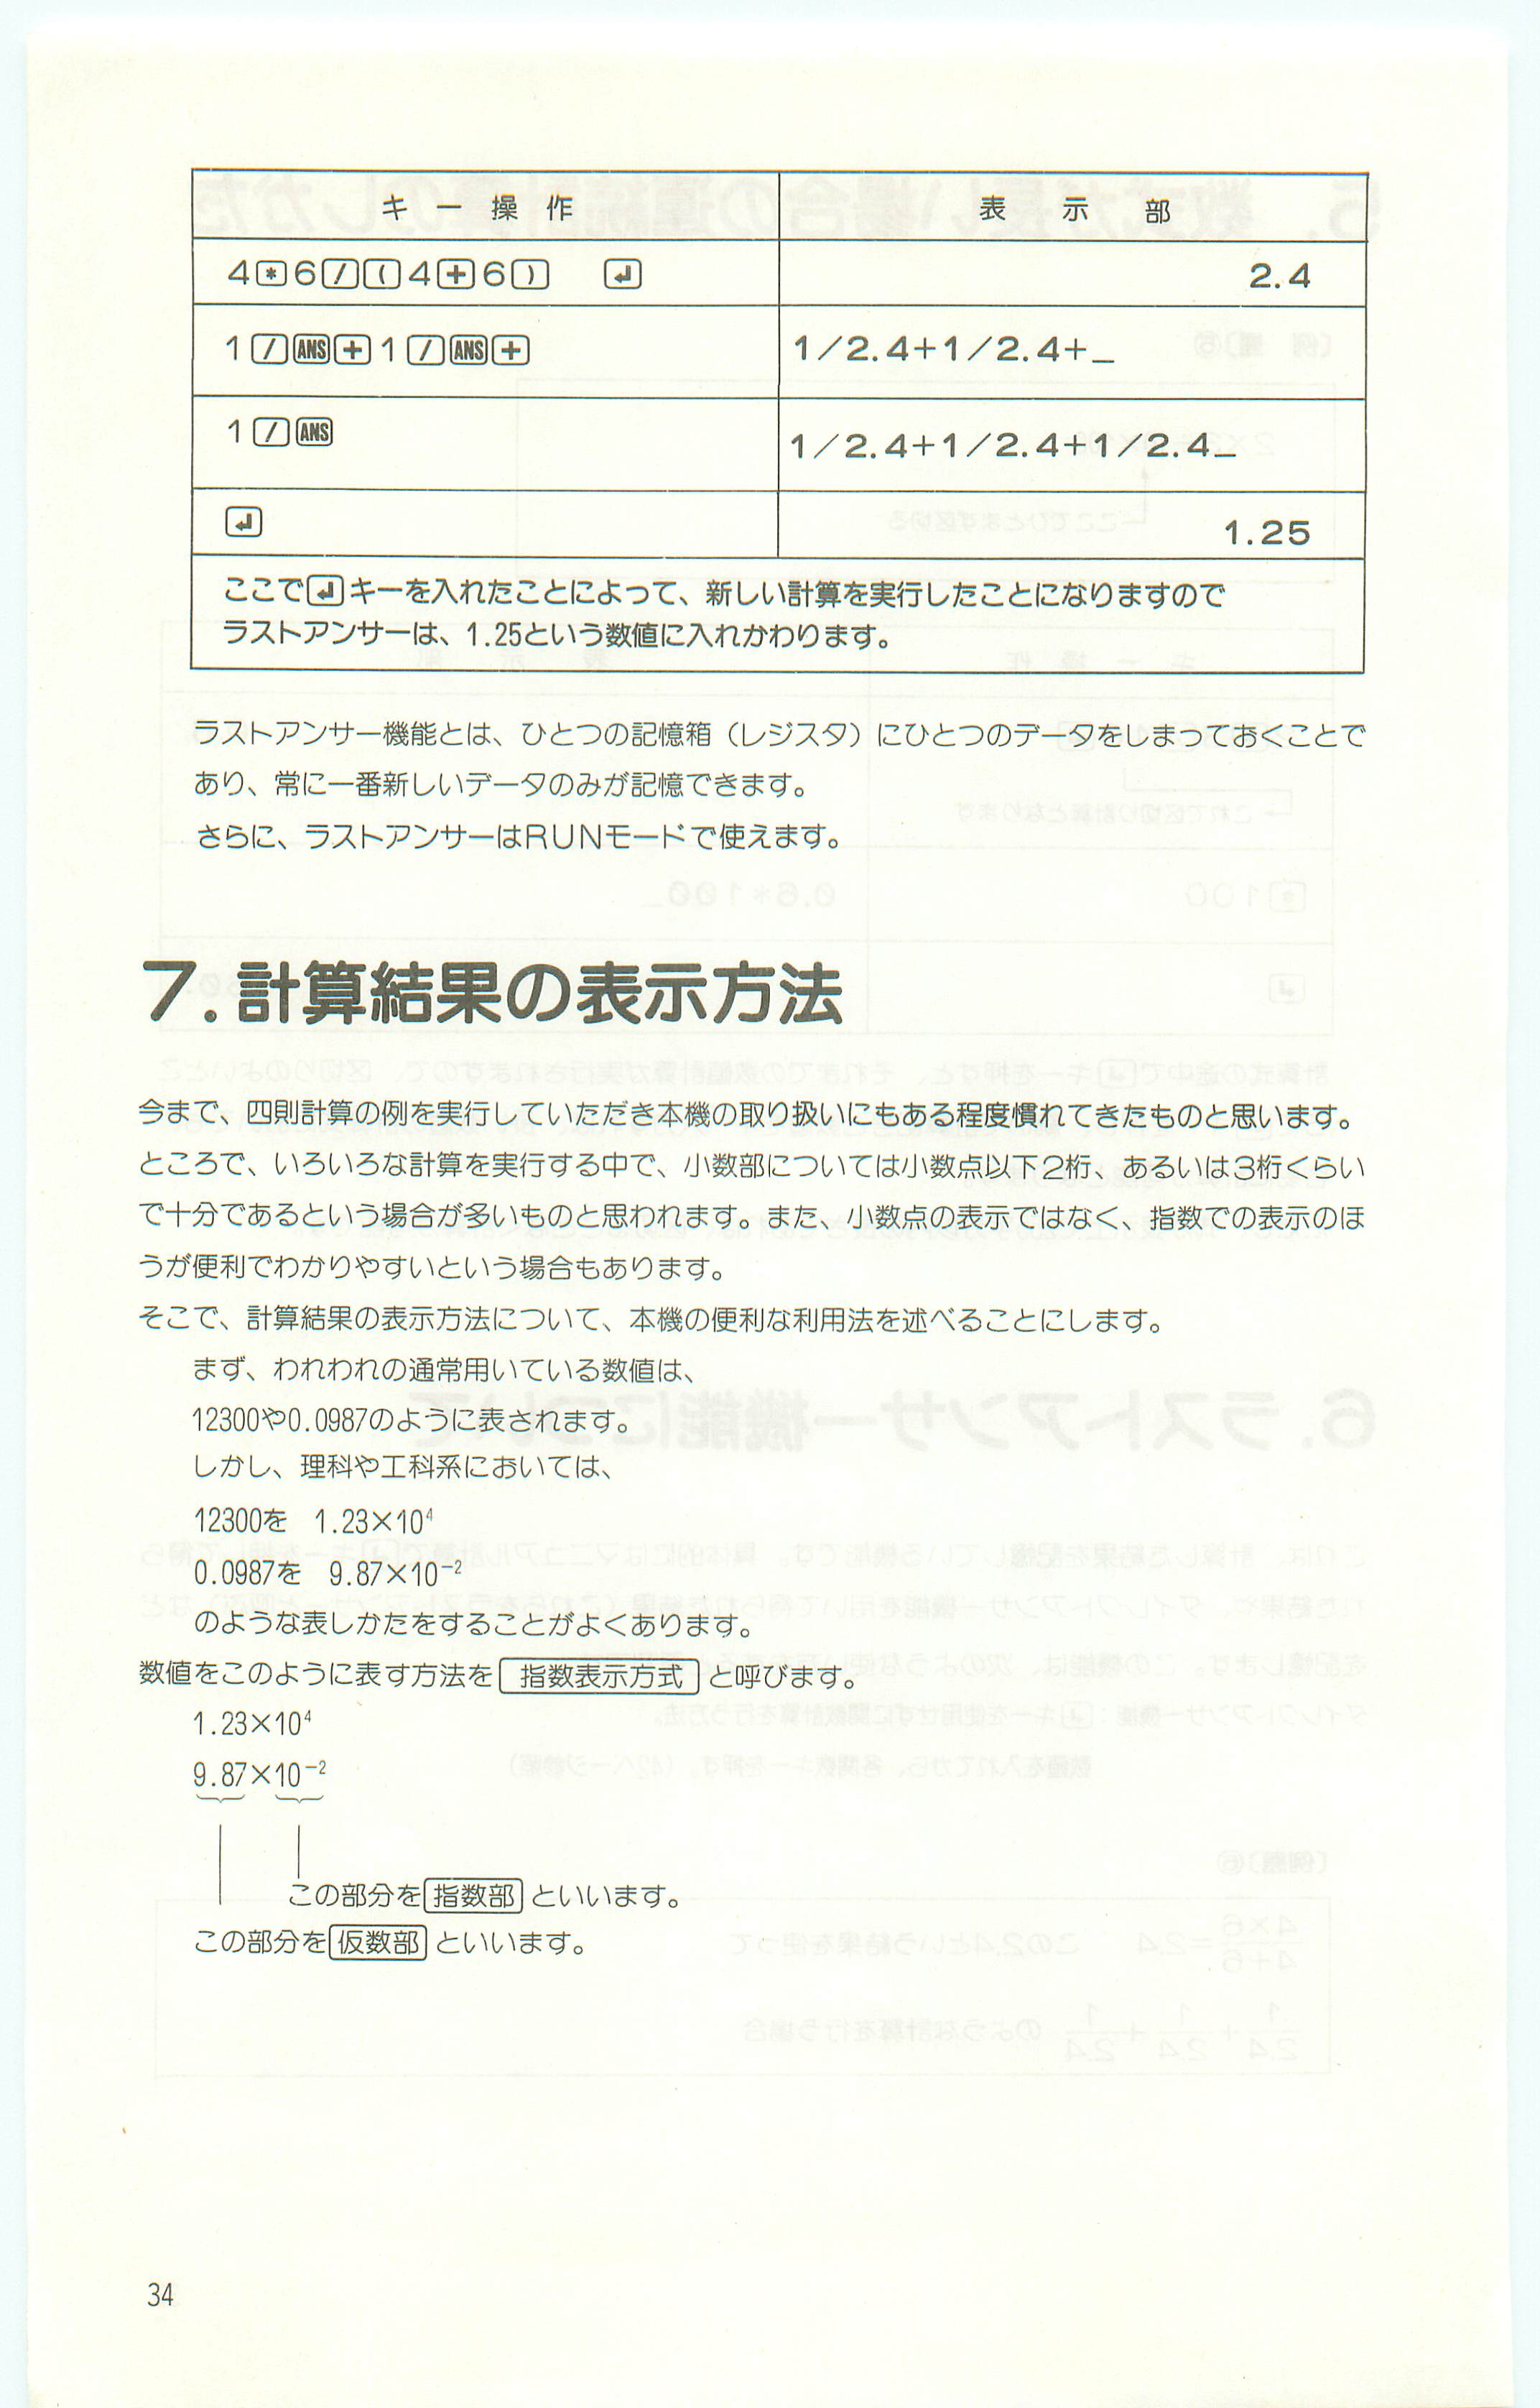 キー操作 表示部
4*6/(4+6) ↵ 2.4
1/ANS+1/ANS+ 1/2.4+1/2.4+_
1/ANS 1/2.4+1/2.4+1/2.4_
↵ 1.25
ここで↵キーを入れたことによって、新しい計算を実行したことになりますので
ラストアンサーは、1.25という数値に入れかわります。
ラストアンサー機能とは、ひとつの記憶箱（レジスタ）にひとつのデータをしまっておくことで
あり、常に一番新しいデータのみが記憶できます。
さらに、ラストアンサーはRUNモードで使えます。
7.計算結果の表示方法
今まで、四則計算の例を実行していただき本機の取り扱いにもある程度慣れてきたものと思います。
ところで、いろいろな計算を実行する中で、小数部については小数点以下2桁、あるいは3桁くらい
で十分であるという場合が多いものと思われます。また、小数点の表示ではなく、指数での表示のほ
うが便利でわかりやすいという場合もあります。
そこで、計算結果の表示方法について、本機の便利な利用法を述べることにします。
まず、われわれの通常用いている数値は、
12300や0.0987のように表されます。
しかし、理科や工科系においては、
12300を 1.23×10⁴
0.0987を 9.87×10⁻²
のような表しかたをすることがよくあります。
数値をこのように表す方法を 指数表示方式 と呼びます。
1.23×10⁴
9.87×10⁻²
この部分を 指数部 といいます。
この部分を 仮数部 といいます。
34